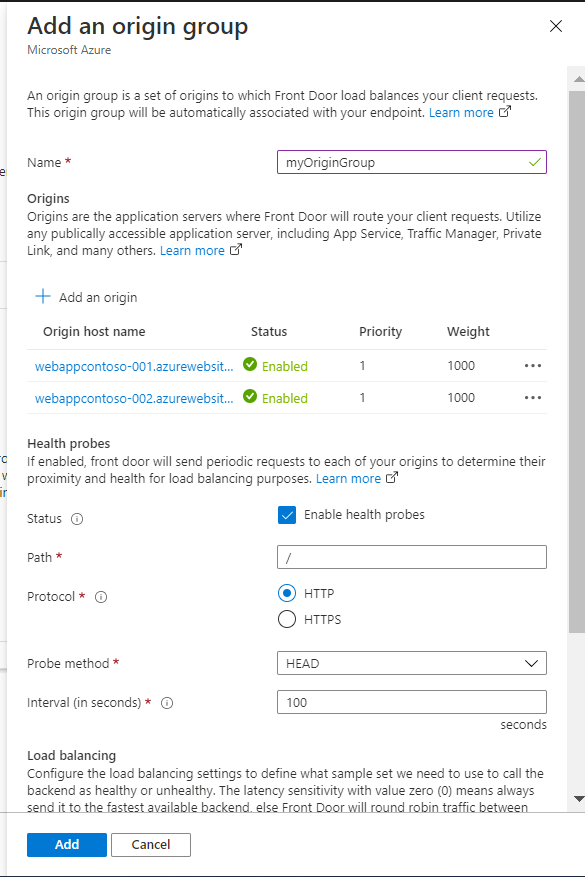 Add an origin group
Microsoft Azure
An origin group is a set of origins to which Front Door load balances your client requests.
This origin group will be automatically associated with your endpoint. Learn more
Name *
myOriginGroup
Origins
Origins are the application servers where Front Door will route your client requests. Utilize
any publically accessible application server, including App Service, Traffic Manager, Private
Link, and many others. Learn more
Add an origin
Origin host name Status Priority Weight
webappcontoso-001.azurewebsit... Enabled 1 1000 •••
webappcontoso-002.azurewebsit... Enabled 1 1000 •••
Health probes
If enabled, front door will send periodic requests to each of your origins to determine their
proximity and health for load balancing purposes. Learn more
Status
Enable health probes
Path *
/
Protocol *
HTTP
HTTPS
Probe method *
HEAD
Interval (in seconds) *
100
seconds
Load balancing
Configure the load balancing settings to define what sample set we need to use to call the
backend as healthy or unhealthy. The latency sensitivity with value zero (0) means always
send it to the fastest available backend, else Front Door will round robin traffic between
Add Cancel